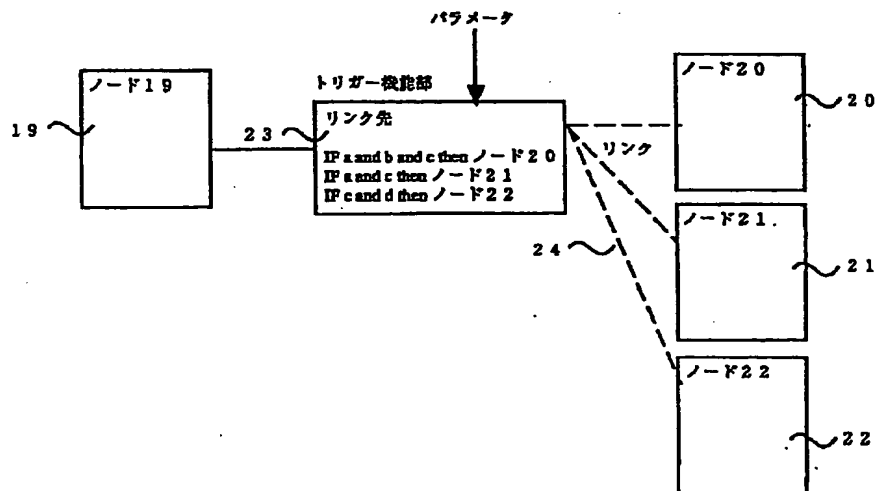 パラメータ
ノード19
トリガー機能部
ノード20
19
23
リンク先
20
リンク
IF a and b and c then ノード20
IF a and c then ノード21
IF c and d then ノード22
ノード21.
24
21
ノード22
22